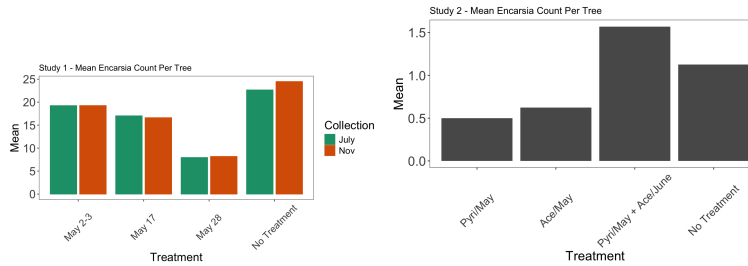 Study 1 - Mean Encarsia Count Per Tree
25
20
15
10
5
0
Mean
May 2-3
May 17
May 28
No Treatment
Treatment
Collection
July
Nov
Study 2 - Mean Encarsia Count Per Tree
1.5
1.0
0.5
0.0
Mean
Pyri/May
Ace/May
Pyri/May + Ace/June
No Treatment
Treatment